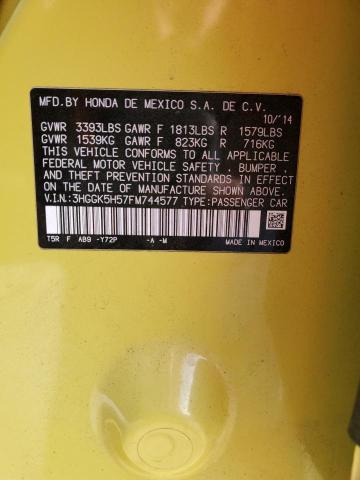 MFD.BY HONDA DE MEXICO S.A. DE C.V.
10/'14
GVWR 3393LBS GAWR F 1813LBS R 1579LBS
GVWR 1539KG GAWR F 823KG R 716KG
THIS VEHICLE CONFORMS TO ALL APPLICABLE
FEDERAL MOTOR VEHICLE SAFETY , BUMPER ,
AND THEFT PREVENTION STANDARDS IN EFFECT
ON THE DATE OF MANUFACTURE SHOWN ABOVE.
V.I.N.:3HGGK5H57FM744577 TYPE:PASSENGER CAR
T5R F AB9 -Y72P -A -M
MADE IN MEXICO